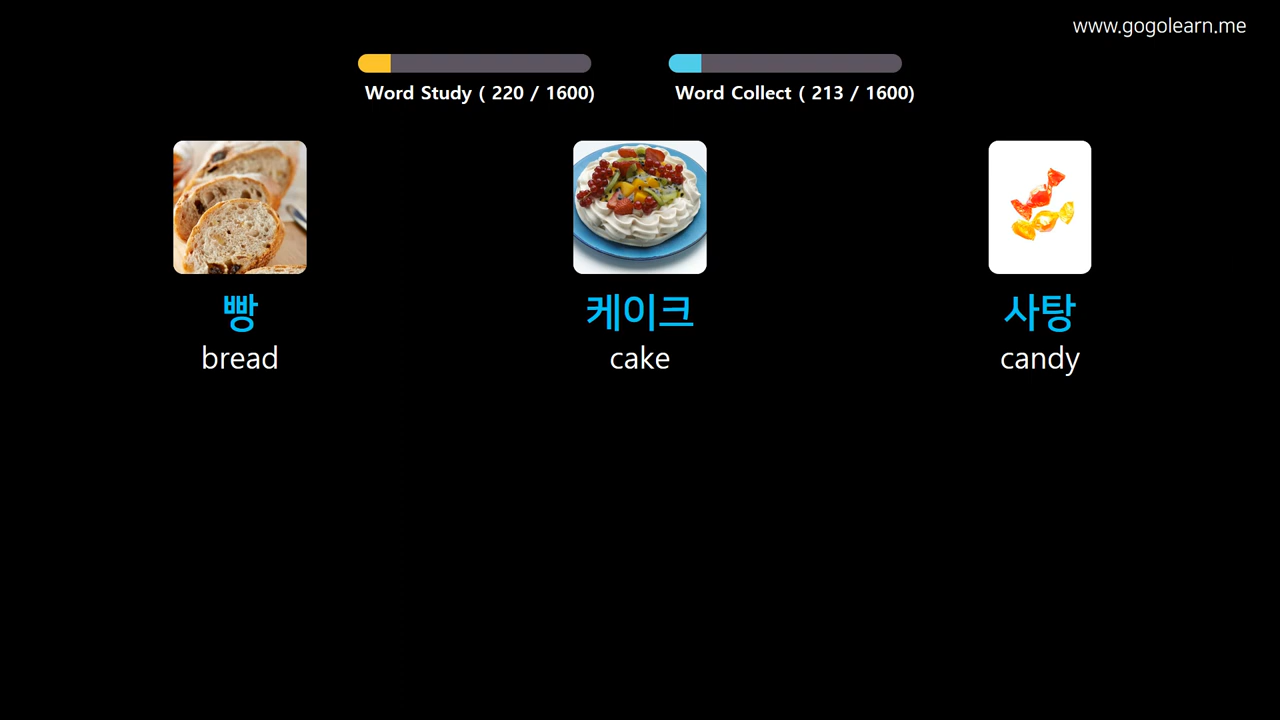 www.gogolearn.me
Word Study ( 220 / 1600)
Word Collect ( 213 / 1600)
빵
케이크
사탕
bread
cake
candy